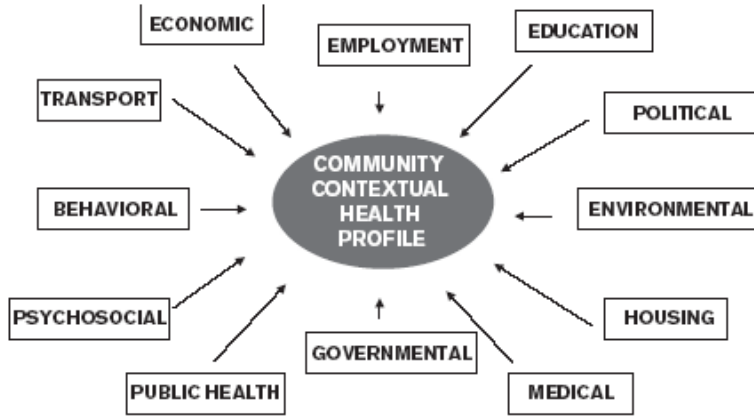 ECONOMIC
EMPLOYMENT
EDUCATION
TRANSPORT
POLITICAL
COMMUNITY
CONTEXTUAL
HEALTH
PROFILE
BEHAVIORAL
ENVIRONMENTAL
PSYCHOSOCIAL
HOUSING
GOVERNMENTAL
PUBLIC HEALTH
MEDICAL